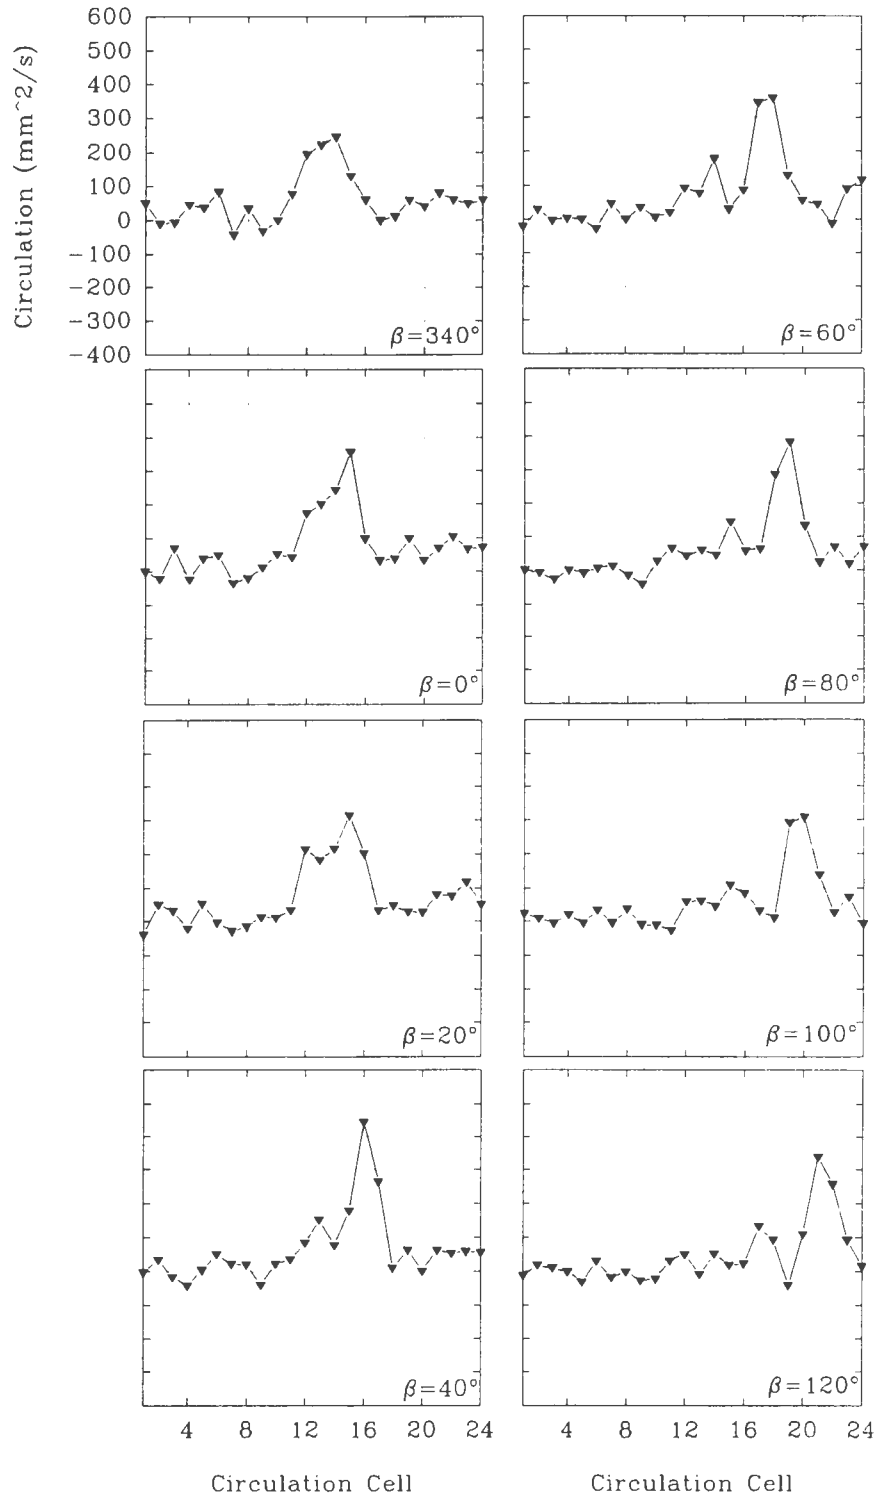 600
500
400
300
200
100
0
−100
−200
−300
−400
Circulation (mm^2/s)
β=340°
β=60°
β=0°
β=80°
β=20°
β=100°
β=40°
β=120°
4 8 12 16 20 24
4 8 12 16 20 24
Circulation Cell
Circulation Cell